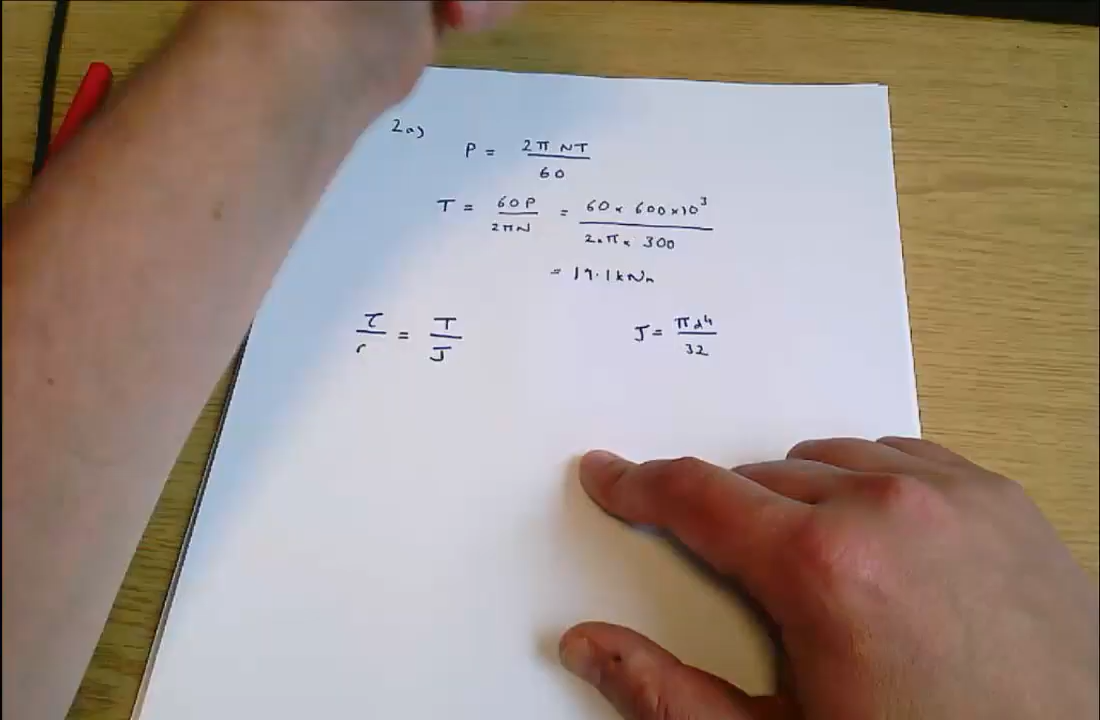 2a)
P = 2π NT / 60
T = 60P / 2πN = 60 × 600×10³ / 2×π× 300
= 19.1kNm
τ / r = T / J J = πd⁴ / 32